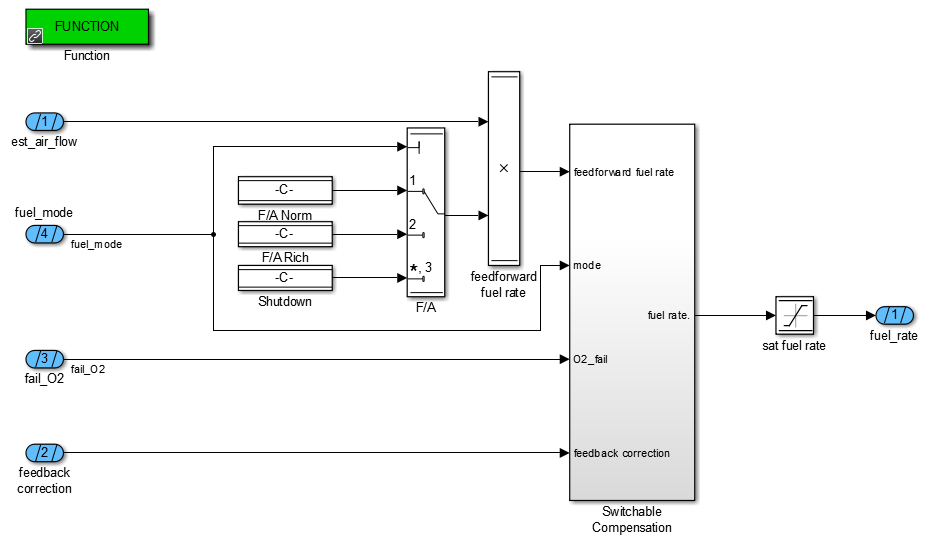 FUNCTION
Function
1
est_air_flow
fuel_mode
4
fuel_mode
-C-
F/A Norm
-C-
F/A Rich
-C-
Shutdown
1
2
*, 3
F/A
×
feedforward
fuel rate
feedforward fuel rate
mode
fuel rate.
O2_fail
feedback correction
Switchable
Compensation
sat fuel rate
1
fuel_rate
3
fail_O2
fail_O2
2
feedback
correction